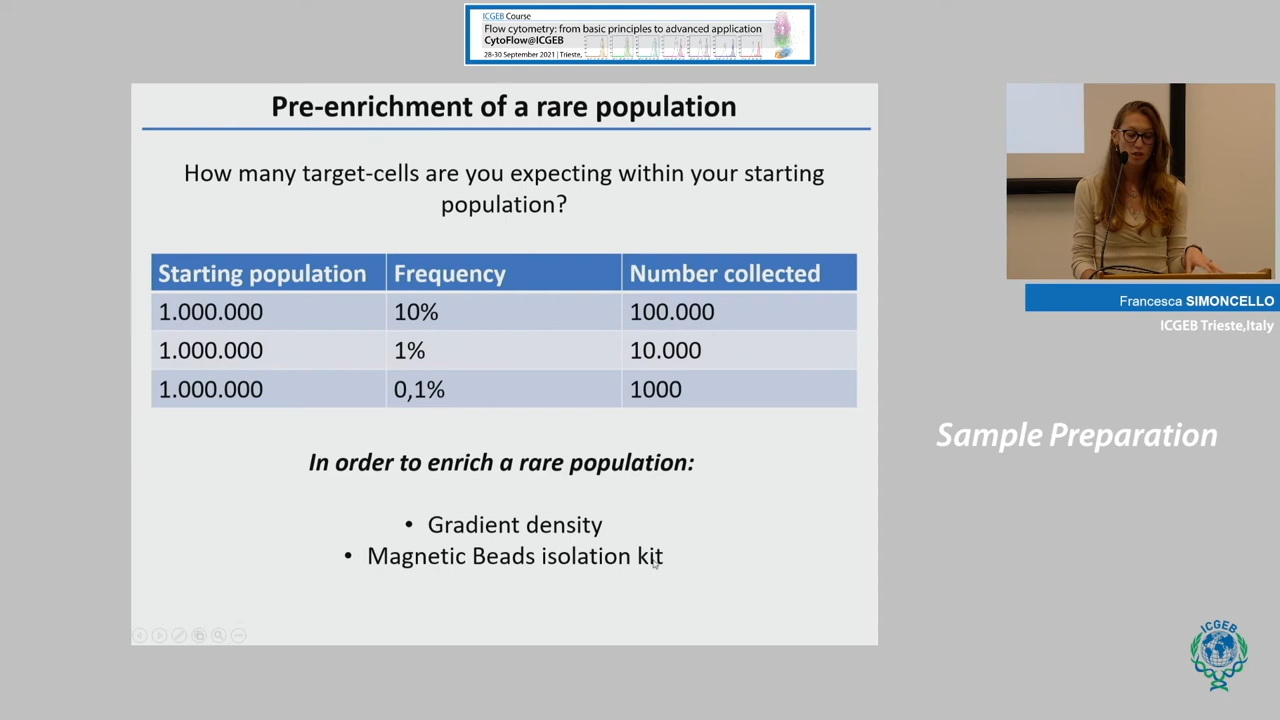 ICGEB Course
Flow cytometry: from basic principles to advanced application
CytoFlow@ICGEB
28-30 September 2021 | Trieste,
Pre-enrichment of a rare population
How many target-cells are you expecting within your starting
population?
Starting population Frequency Number collected
1.000.000 10% 100.000
1.000.000 1% 10.000
1.000.000 0,1% 1000
In order to enrich a rare population:
• Gradient density
• Magnetic Beads isolation kit
Francesca SIMONCELLO
ICGEB Trieste,Italy
Sample Preparation
ICGEB